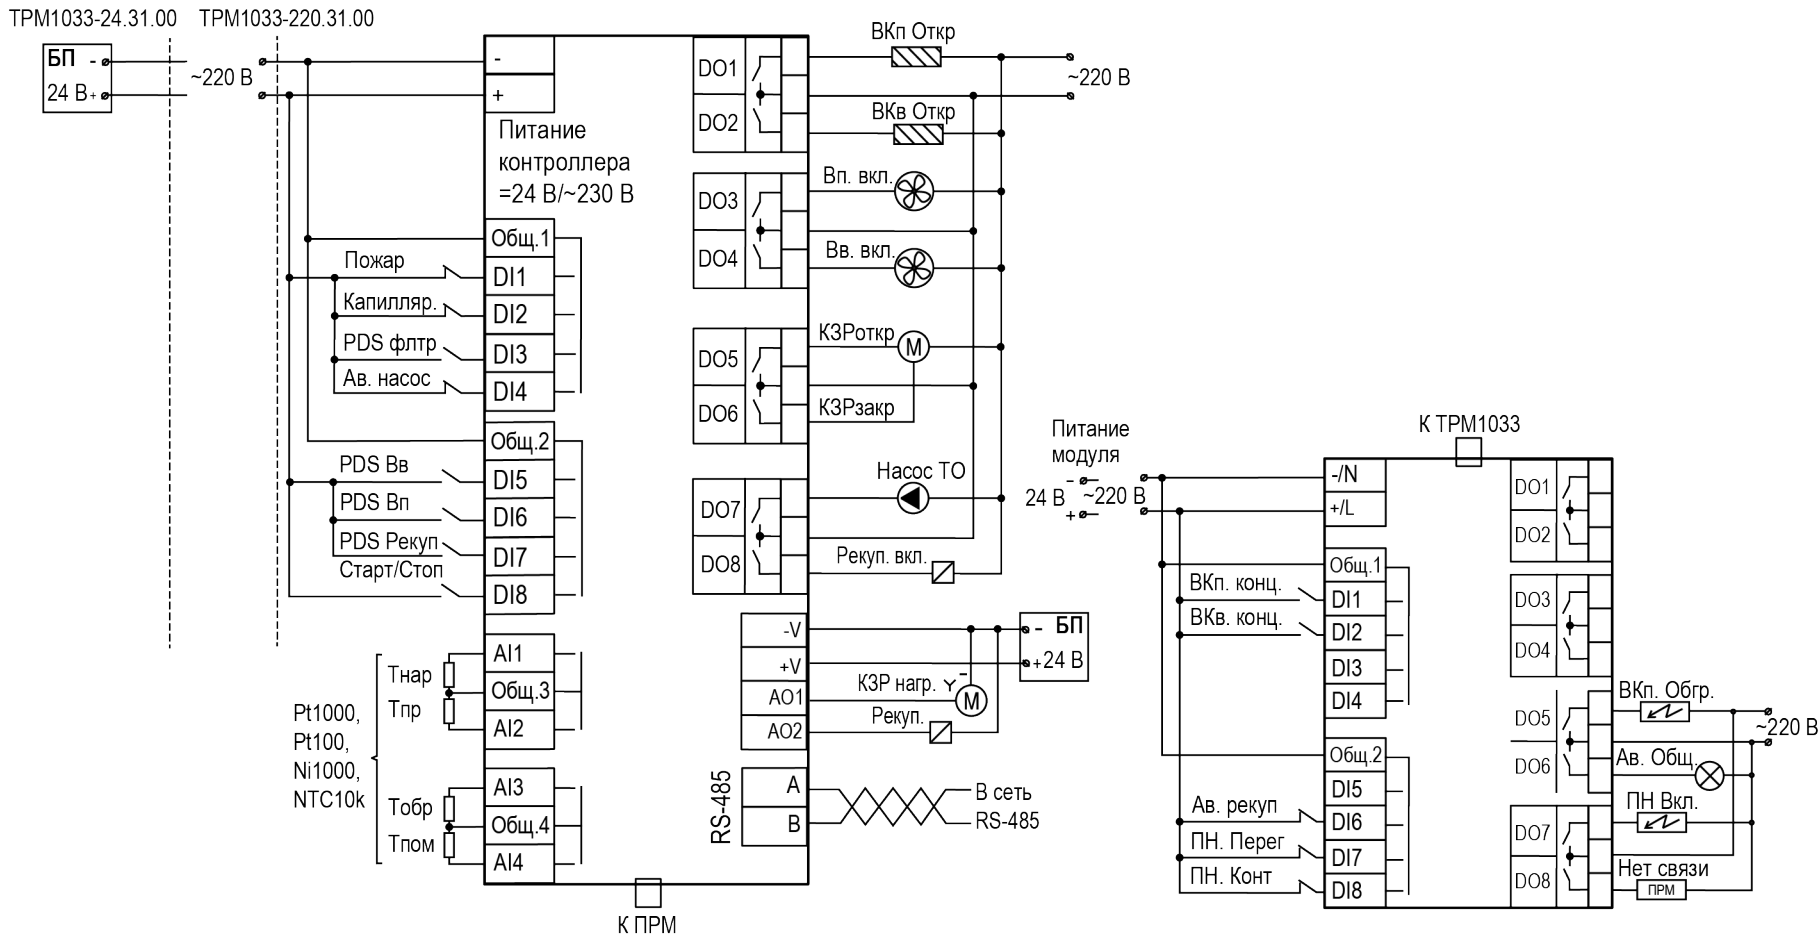 ТРМ1033-24.31.00
ТРМ1033-220.31.00
БП -
24 В +
~220 В
-
+
Питание
контроллера
=24 В/~230 В
Общ.1
Пожар
DI1
Капилляр.
DI2
PDS флтр
DI3
Ав. насос
DI4
Общ.2
PDS Вв
DI5
PDS Вп
DI6
PDS Рекуп
DI7
Старт/Стоп
DI8
Pt1000,
Pt100,
Ni1000,
NTC10k
AI1
Тнар
Общ.3
Тпр
AI2
AI3
Тобр
Общ.4
Тпом
AI4
К ПРМ
DO1
ВКп Откр
~220 В
DO2
ВКв Откр
DO3
Вп. вкл.
DO4
Вв. вкл.
DO5
КЗРоткр
М
DO6
КЗРзакр
DO7
Насос ТО
DO8
Рекуп. вкл.
-V
- БП
+V
+ 24 В
AO1
КЗР нагр.
Y -
М
AO2
Рекуп.
RS-485
A
B
В сеть
RS-485
К ТРМ1033
Питание
модуля
-
24 В
+
~220 В
-/N
+/L
Общ.1
ВКп. конц.
DI1
ВКв. конц.
DI2
DI3
DI4
Общ.2
DI5
Ав. рекуп
DI6
ПН. Перег
DI7
ПН. Конт
DI8
DO1
DO2
DO3
DO4
DO5
ВКп. Обгр.
~220 В
DO6
Ав. Общ.
DO7
ПН Вкл.
DO8
Нет связи
ПРМ